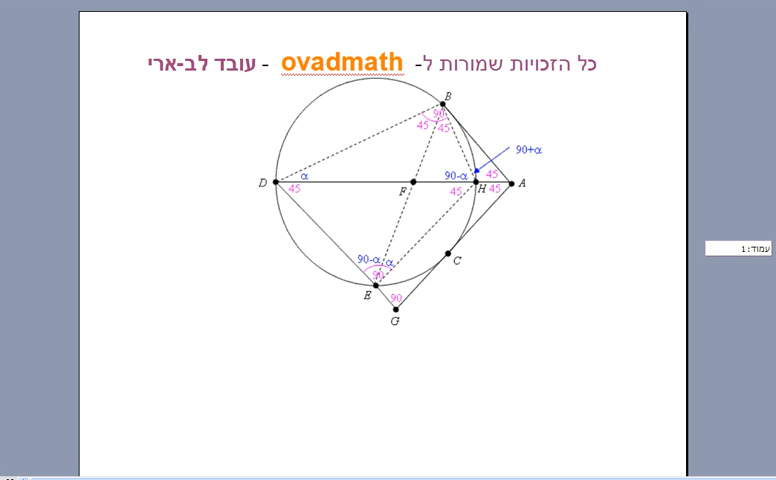 כל הזכויות שמורות ל- ovadmath - עובד לב-ארי
B
90
45 45
90+α
D α 90-α 45 A
45 F 45 H 45
עמוד: 1
90-α α C
90
E 90
G